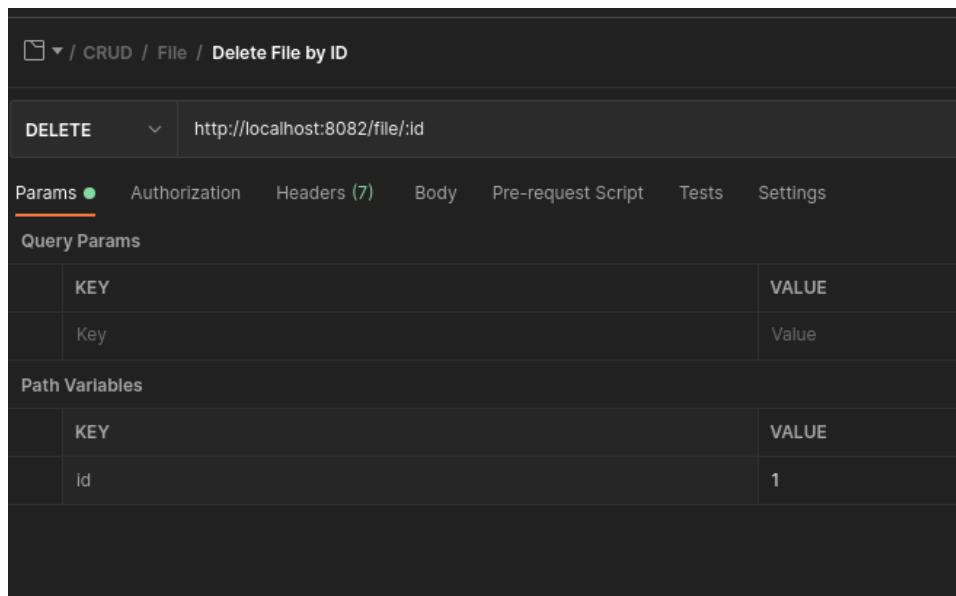 / CRUD / File / Delete File by ID
DELETE http://localhost:8082/file/:id
Params Authorization Headers (7) Body Pre-request Script Tests Settings
Query Params
KEY VALUE
Key Value
Path Variables
KEY VALUE
id 1